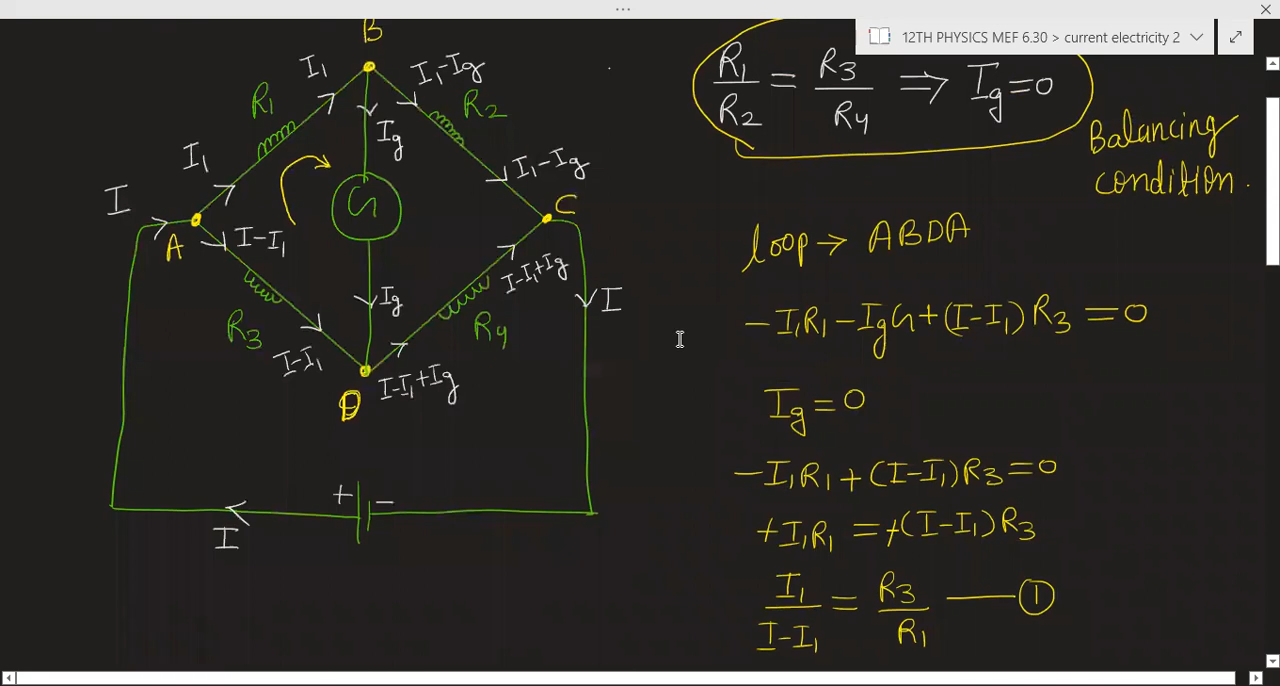 12TH PHYSICS MEF 6.30 > current electricity 2
B
I₁
I₁-Ig
R₁
R₂
Ig
I₁
I₁-Ig
I
G
C
A
I-I₁
I-I₁+Ig
Ig
I
R₃
R₄
I-I₁
I-I₁+Ig
D
+ -
I
R₁/R₂ = R₃/R₄ ⟹ Ig=0
Balancing
condition.
loop → ABDA
-I₁R₁-IgG+(I-I₁)R₃=0
Ig=0
-I₁R₁+(I-I₁)R₃=0
+I₁R₁=+(I-I₁)R₃
I₁/(I-I₁) = R₃/R₁ —— ①